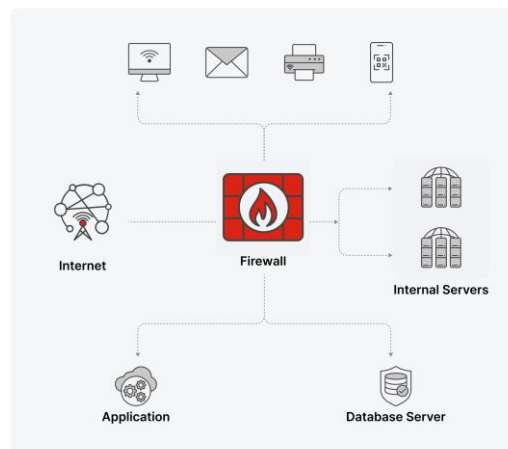 Internet
Firewall
Internal Servers
Application
Database Server